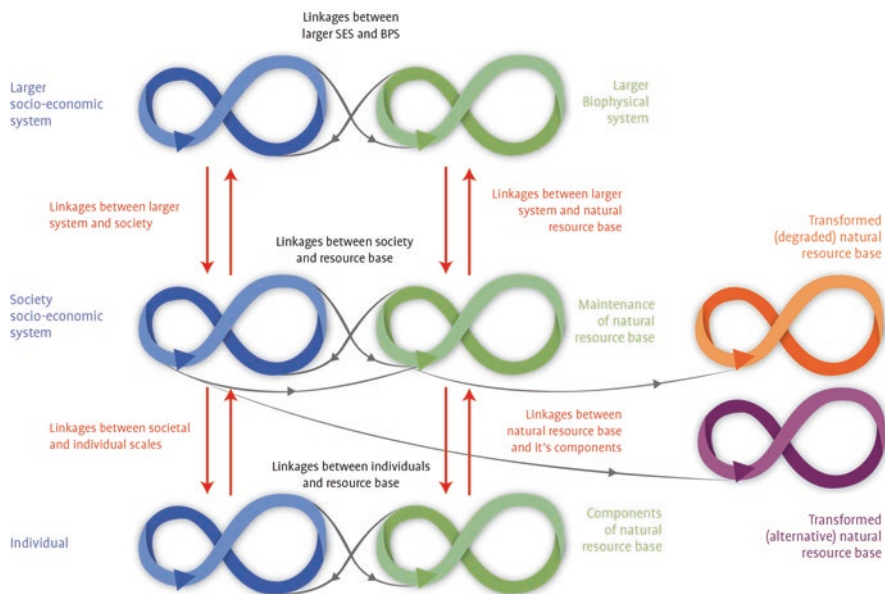 Linkages between
larger SES and BPS
Larger
socio-economic
system
Larger
Biophysical
system
Linkages between larger
system and society
Linkages between larger
system and natural
resource base
Transformed
(degraded) natural
resource base
Linkages between society
and resource base
Society
socio-economic
system
Maintenance
of natural
resource base
Linkages between societal
and individual scales
Linkages between
natural resource base
and it's components
Linkages between individuals
and resource base
Individual
Components
of natural
resource base
Transformed
(alternative) natural
resource base